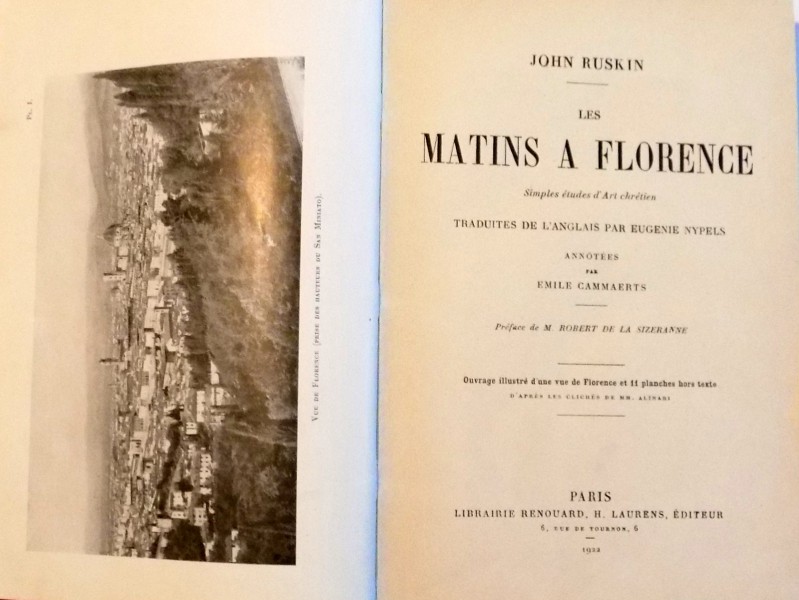 Pl. 1.
VUE DE FLORENCE (PRISE DES HAUTEURS DU SAN MINIATO).
JOHN RUSKIN
LES
MATINS A FLORENCE
Simples études d'Art chrétien
TRADUITES DE L'ANGLAIS PAR EUGENIE NYPELS
ANNOTÉES
PAR
EMILE CAMMAERTS
Préface de M. ROBERT DE LA SIZERANNE
Ouvrage illustré d'une vue de Florence et 11 planches hors texte
D'APRÈS LES CLICHÉS DE MM. ALINARI
PARIS
LIBRAIRIE RENOUARD, H. LAURENS, ÉDITEUR
6, RUE DE TOURNON, 6
1922